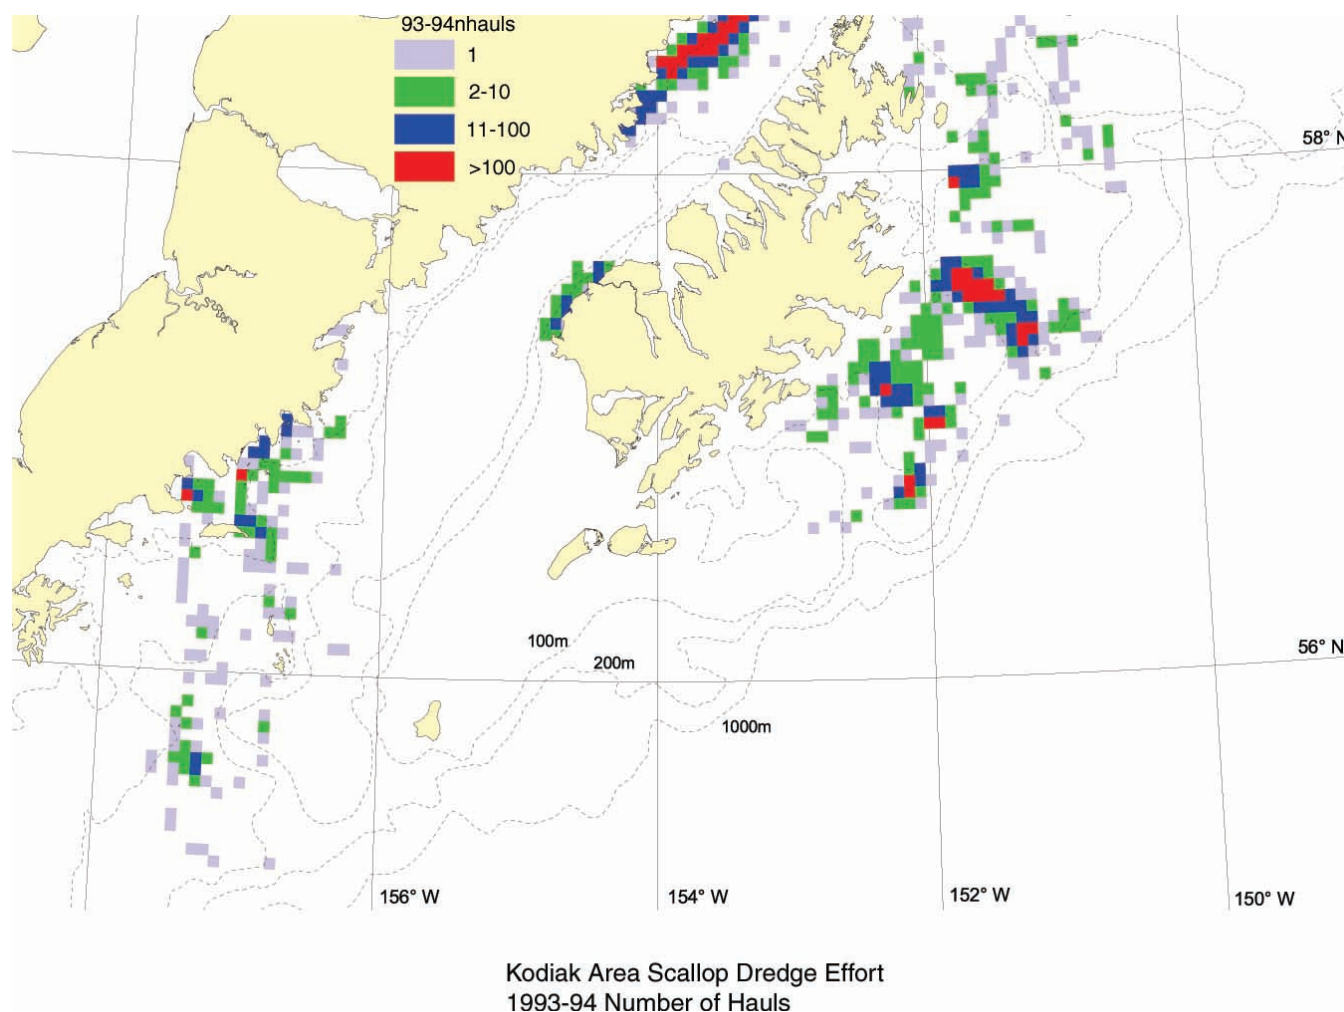 93-94nhauls
1
2-10
11-100
>100
58° N
56° N
100m
200m
1000m
156° W
154° W
152° W
150° W
Kodiak Area Scallop Dredge Effort
1993-94 Number of Hauls